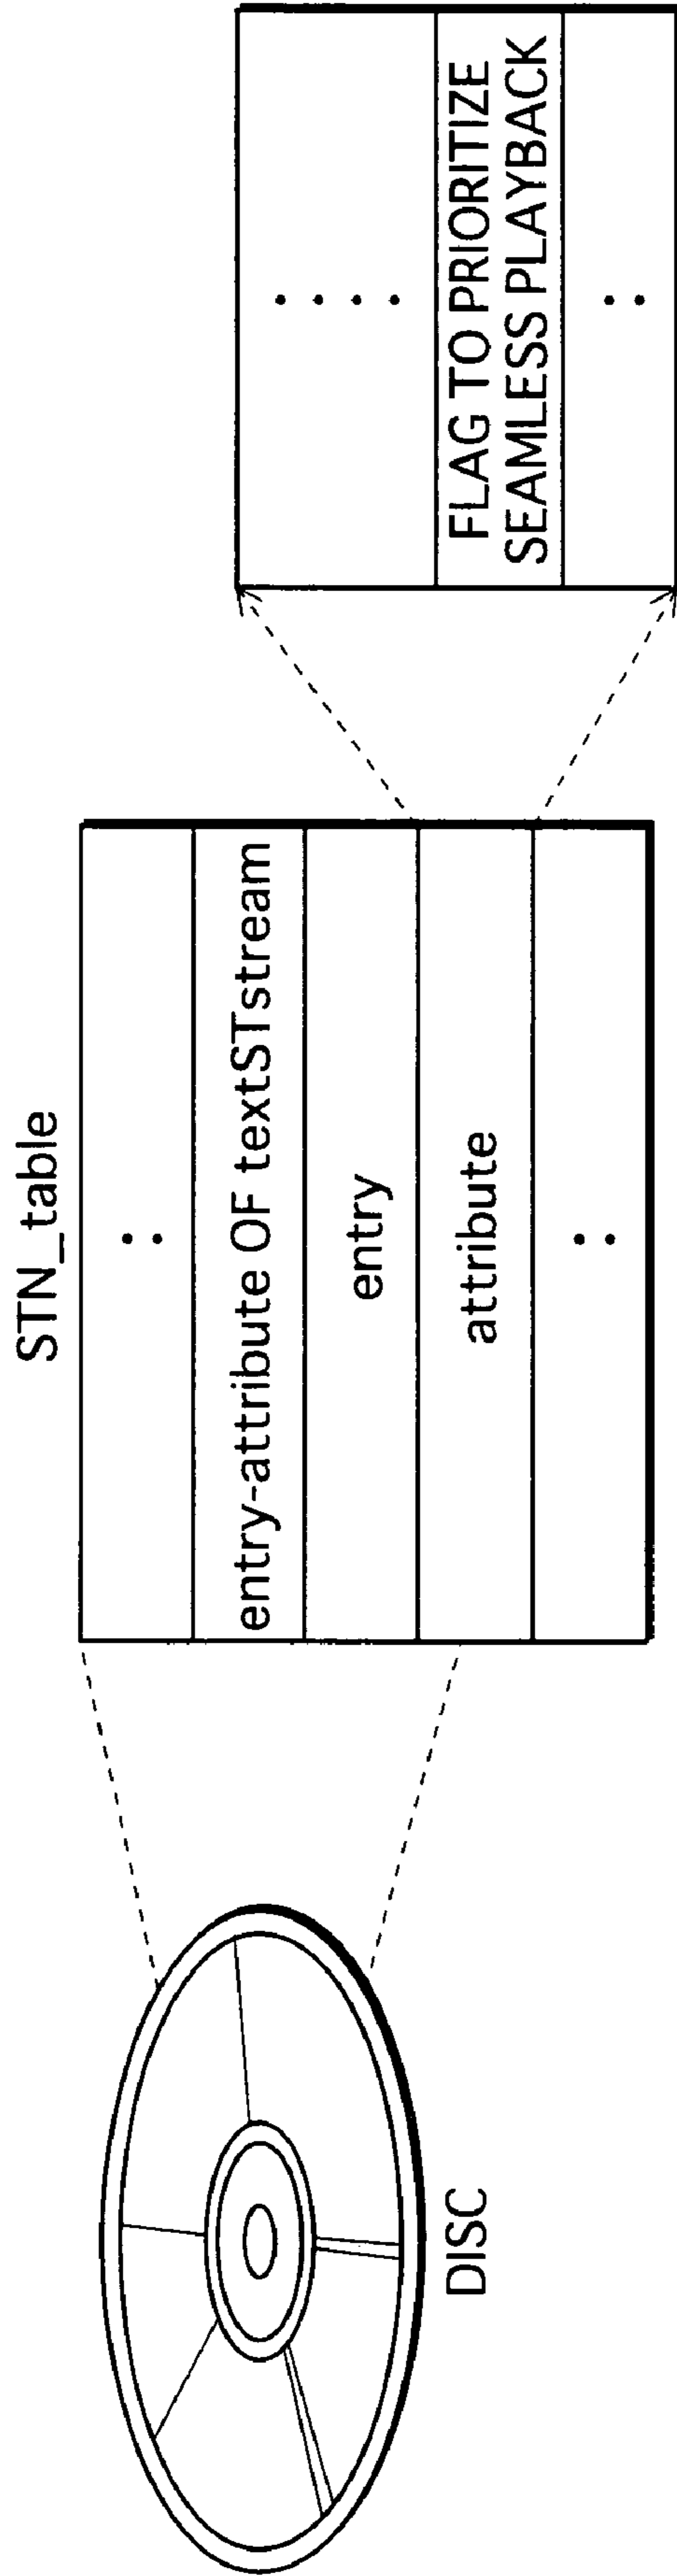 DISC
STN_table
: 
entry-attribute OF textSTstream
entry
attribute
:
....
FLAG TO PRIORITIZE
SEAMLESS PLAYBACK
: